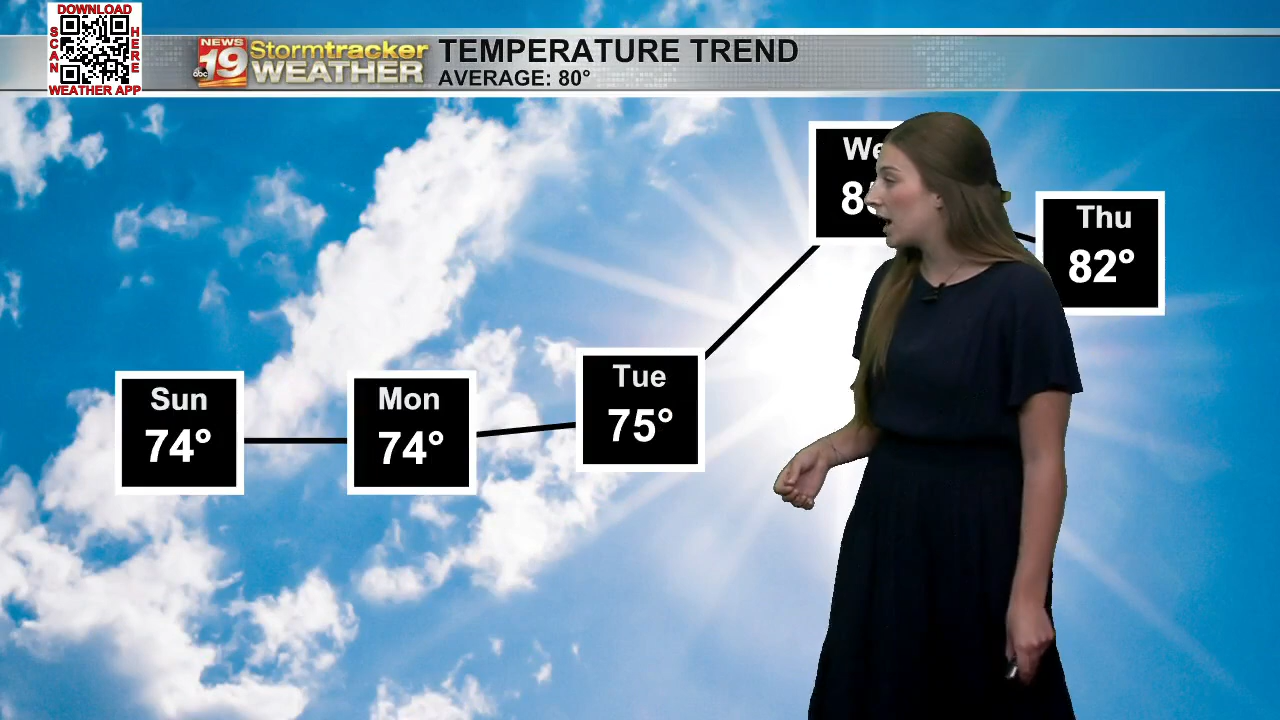 DOWNLOAD
SCAN
HERE
WEATHER APP
NEWS
abc 19
Stormtracker
WEATHER
TEMPERATURE TREND
AVERAGE: 80°
Sun
74°
Mon
74°
Tue
75°
Thu
82°